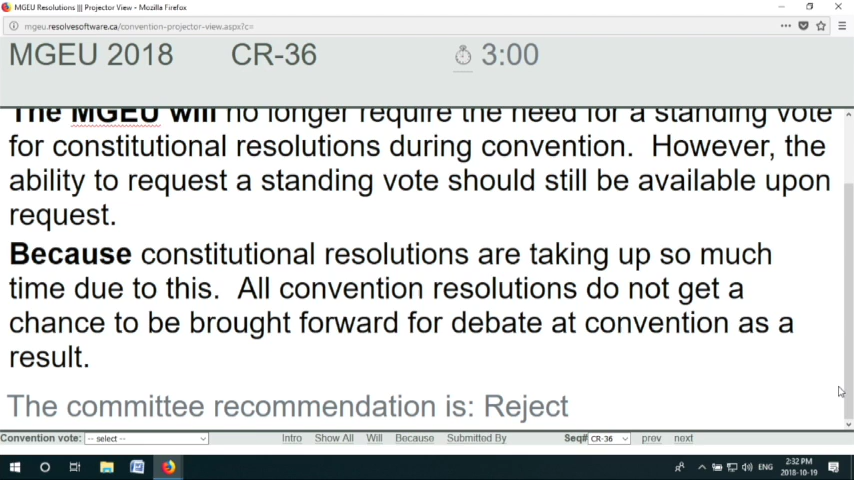 MGEU Resolutions ||| Projector View - Mozilla Firefox
mgeu.resolvesoftware.ca/convention-projector-view.aspx?c=
MGEU 2018 CR-36 3:00
The MGEU will no longer require the need for a standing vote
for constitutional resolutions during convention. However, the
ability to request a standing vote should still be available upon
request.
Because constitutional resolutions are taking up so much
time due to this. All convention resolutions do not get a
chance to be brought forward for debate at convention as a
result.
The committee recommendation is: Reject
Convention vote: -- select -- Intro Show All Will Because Submitted By Seq# CR-36 prev next
ENG 2:32 PM
2018-10-19